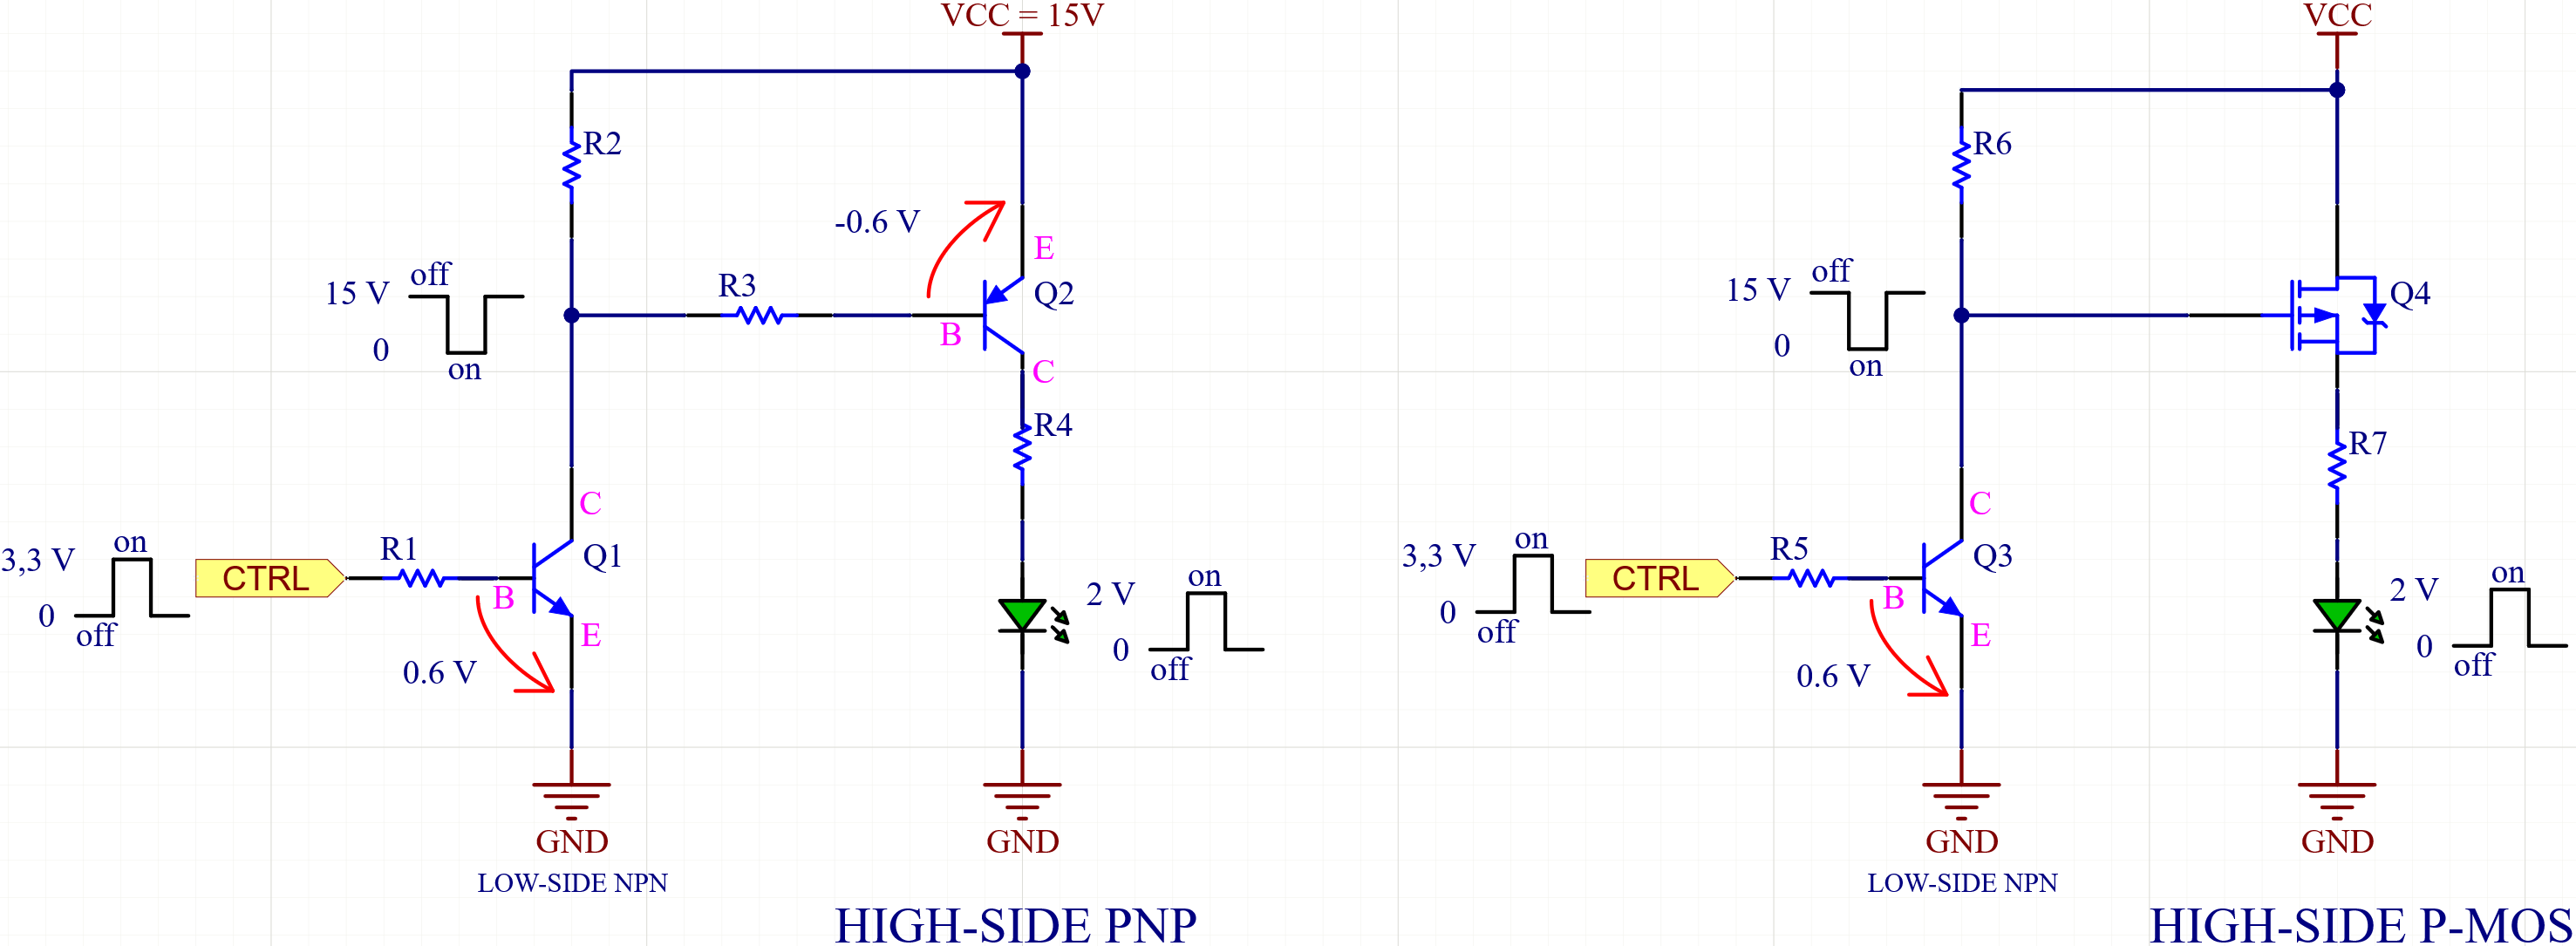 VCC = 15V
R2
-0.6 V
E
off
15 V
R3
Q2
B
0
on
C
R4
C
on
3,3 V
R1
Q1
CTRL
B
0
off
E
0.6 V
on
2 V
0
off
GND
GND
LOW-SIDE NPN
HIGH-SIDE PNP
VCC
R6
off
15 V
Q4
0
on
R7
C
on
3,3 V
R5
Q3
CTRL
B
0
off
E
0.6 V
on
2 V
0
off
GND
GND
LOW-SIDE NPN
HIGH-SIDE P-MOS